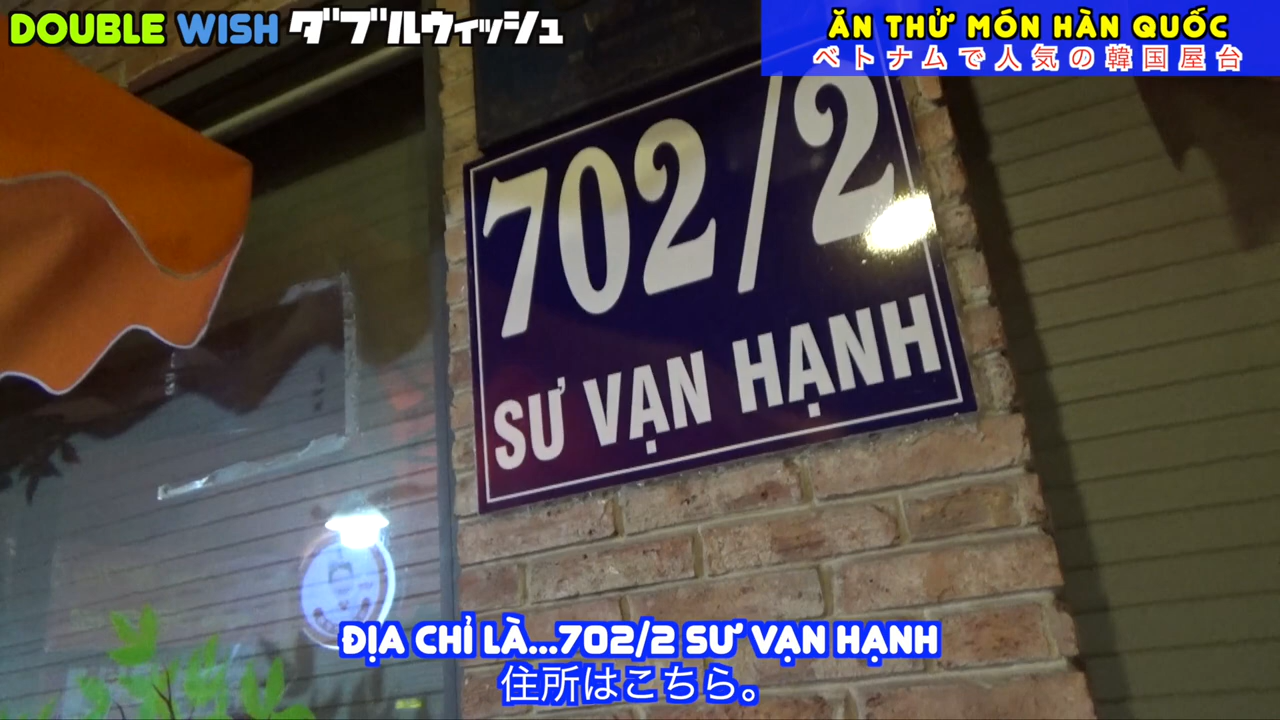 DOUBLE WISH ダブルウィッシュ
ĂN THỬ MÓN HÀN QUỐC
ベトナムで人気の韓国屋台
702/2
SƯ VẠN HẠNH
ĐỊA CHỈ LÀ...702/2 SƯ VẠN HẠNH
住所はこちら。